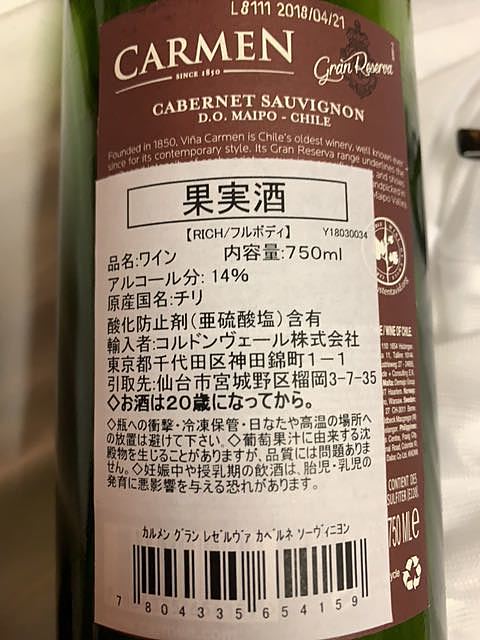 L8111 2018/04/21
CARMEN
SINCE 1850
Gran Reserva
CABERNET SAUVIGNON
D.O. MAIPO - CHILE
Founded in 1850, Viña Carmen is Chile's oldest winery, well known ever
since for its contemporary style. Its Gran Reserva range underlines the
果実酒
【RICH/フルボディ】 Y18030034
品名:ワイン 内容量:750ml
アルコール分: 14%
原産国名:チリ
酸化防止剤(亜硫酸塩)含有
輸入者:コルドンヴェール株式会社
東京都千代田区神田錦町1-1
引取先:仙台市宮城野区榴岡3-7-35
◇お酒は20歳になってから。
◇瓶への衝撃・冷凍保管・日なたや高温の場所へ
の放置は避けて下さい。◇葡萄果汁に由来する沈
殿物を生じることがありますが、品質には問題ありま
せん。◇妊娠中や授乳期の飲酒は、胎児・乳児の
発育に悪影響を与える恐れがあります。
カルメン グラン レゼルヴァ カベルネ ソーヴィニヨン
7 804335 654159
WINE OF CHILE
CONTIENT DES
SULFITES (E220)
750 ML e